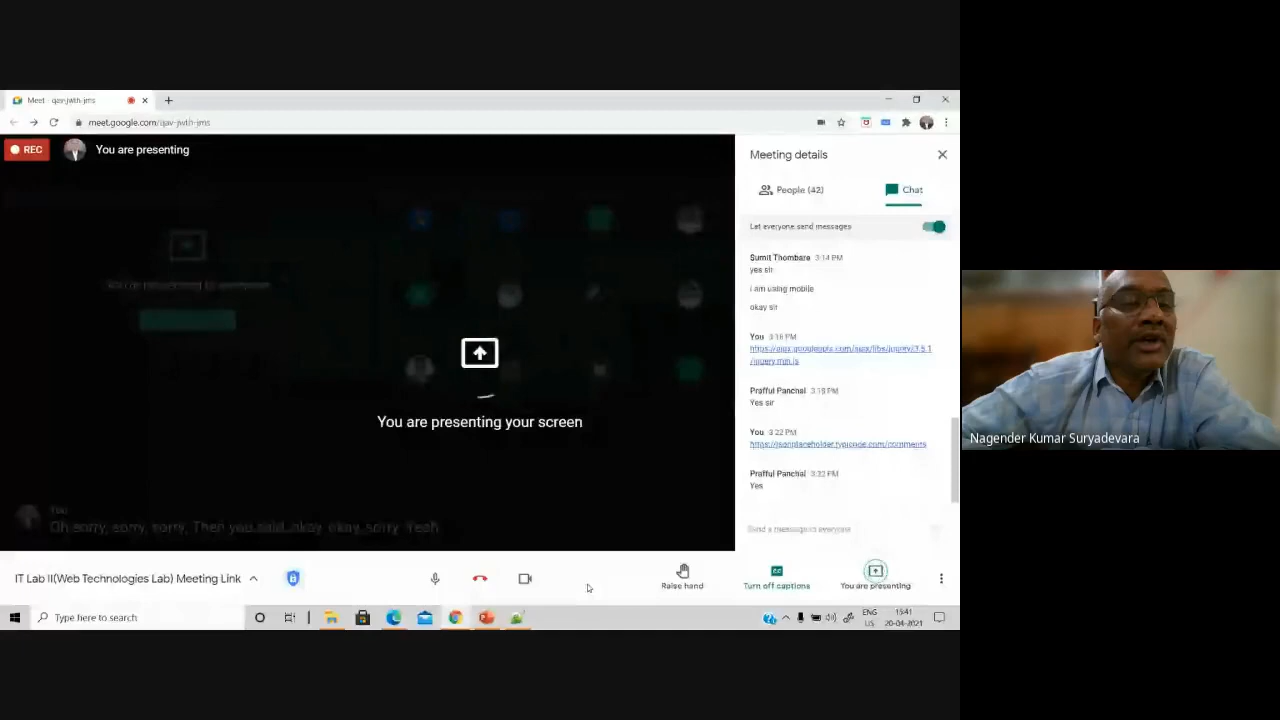 Meet - qav-jwth-jms
meet.google.com/qav-jwth-jms
REC
You are presenting
Meeting details
People (42)
Chat
Let everyone send messages
Sumit Thombare 3:14 PM
yes sir
i am using mobile
okay sir
You 3:16 PM
https://ajax.googleapis.com/ajax/libs/jquery/3.5.1
/jquery.min.js
Prafful Panchal 3:18 PM
Yes sir
You 3:22 PM
https://jsonplaceholder.typicode.com/comments
Prafful Panchal 3:22 PM
Yes
Send a message to everyone
You are presenting your screen
You
Oh sorry, sorry, sorry. Then you said, okay, okay, sorry. Yeah
IT Lab II(Web Technologies Lab) Meeting Link
Raise hand
Turn off captions
You are presenting
Type here to search
ENG
US
15:41
20-04-2021
Nagender Kumar Suryadevara